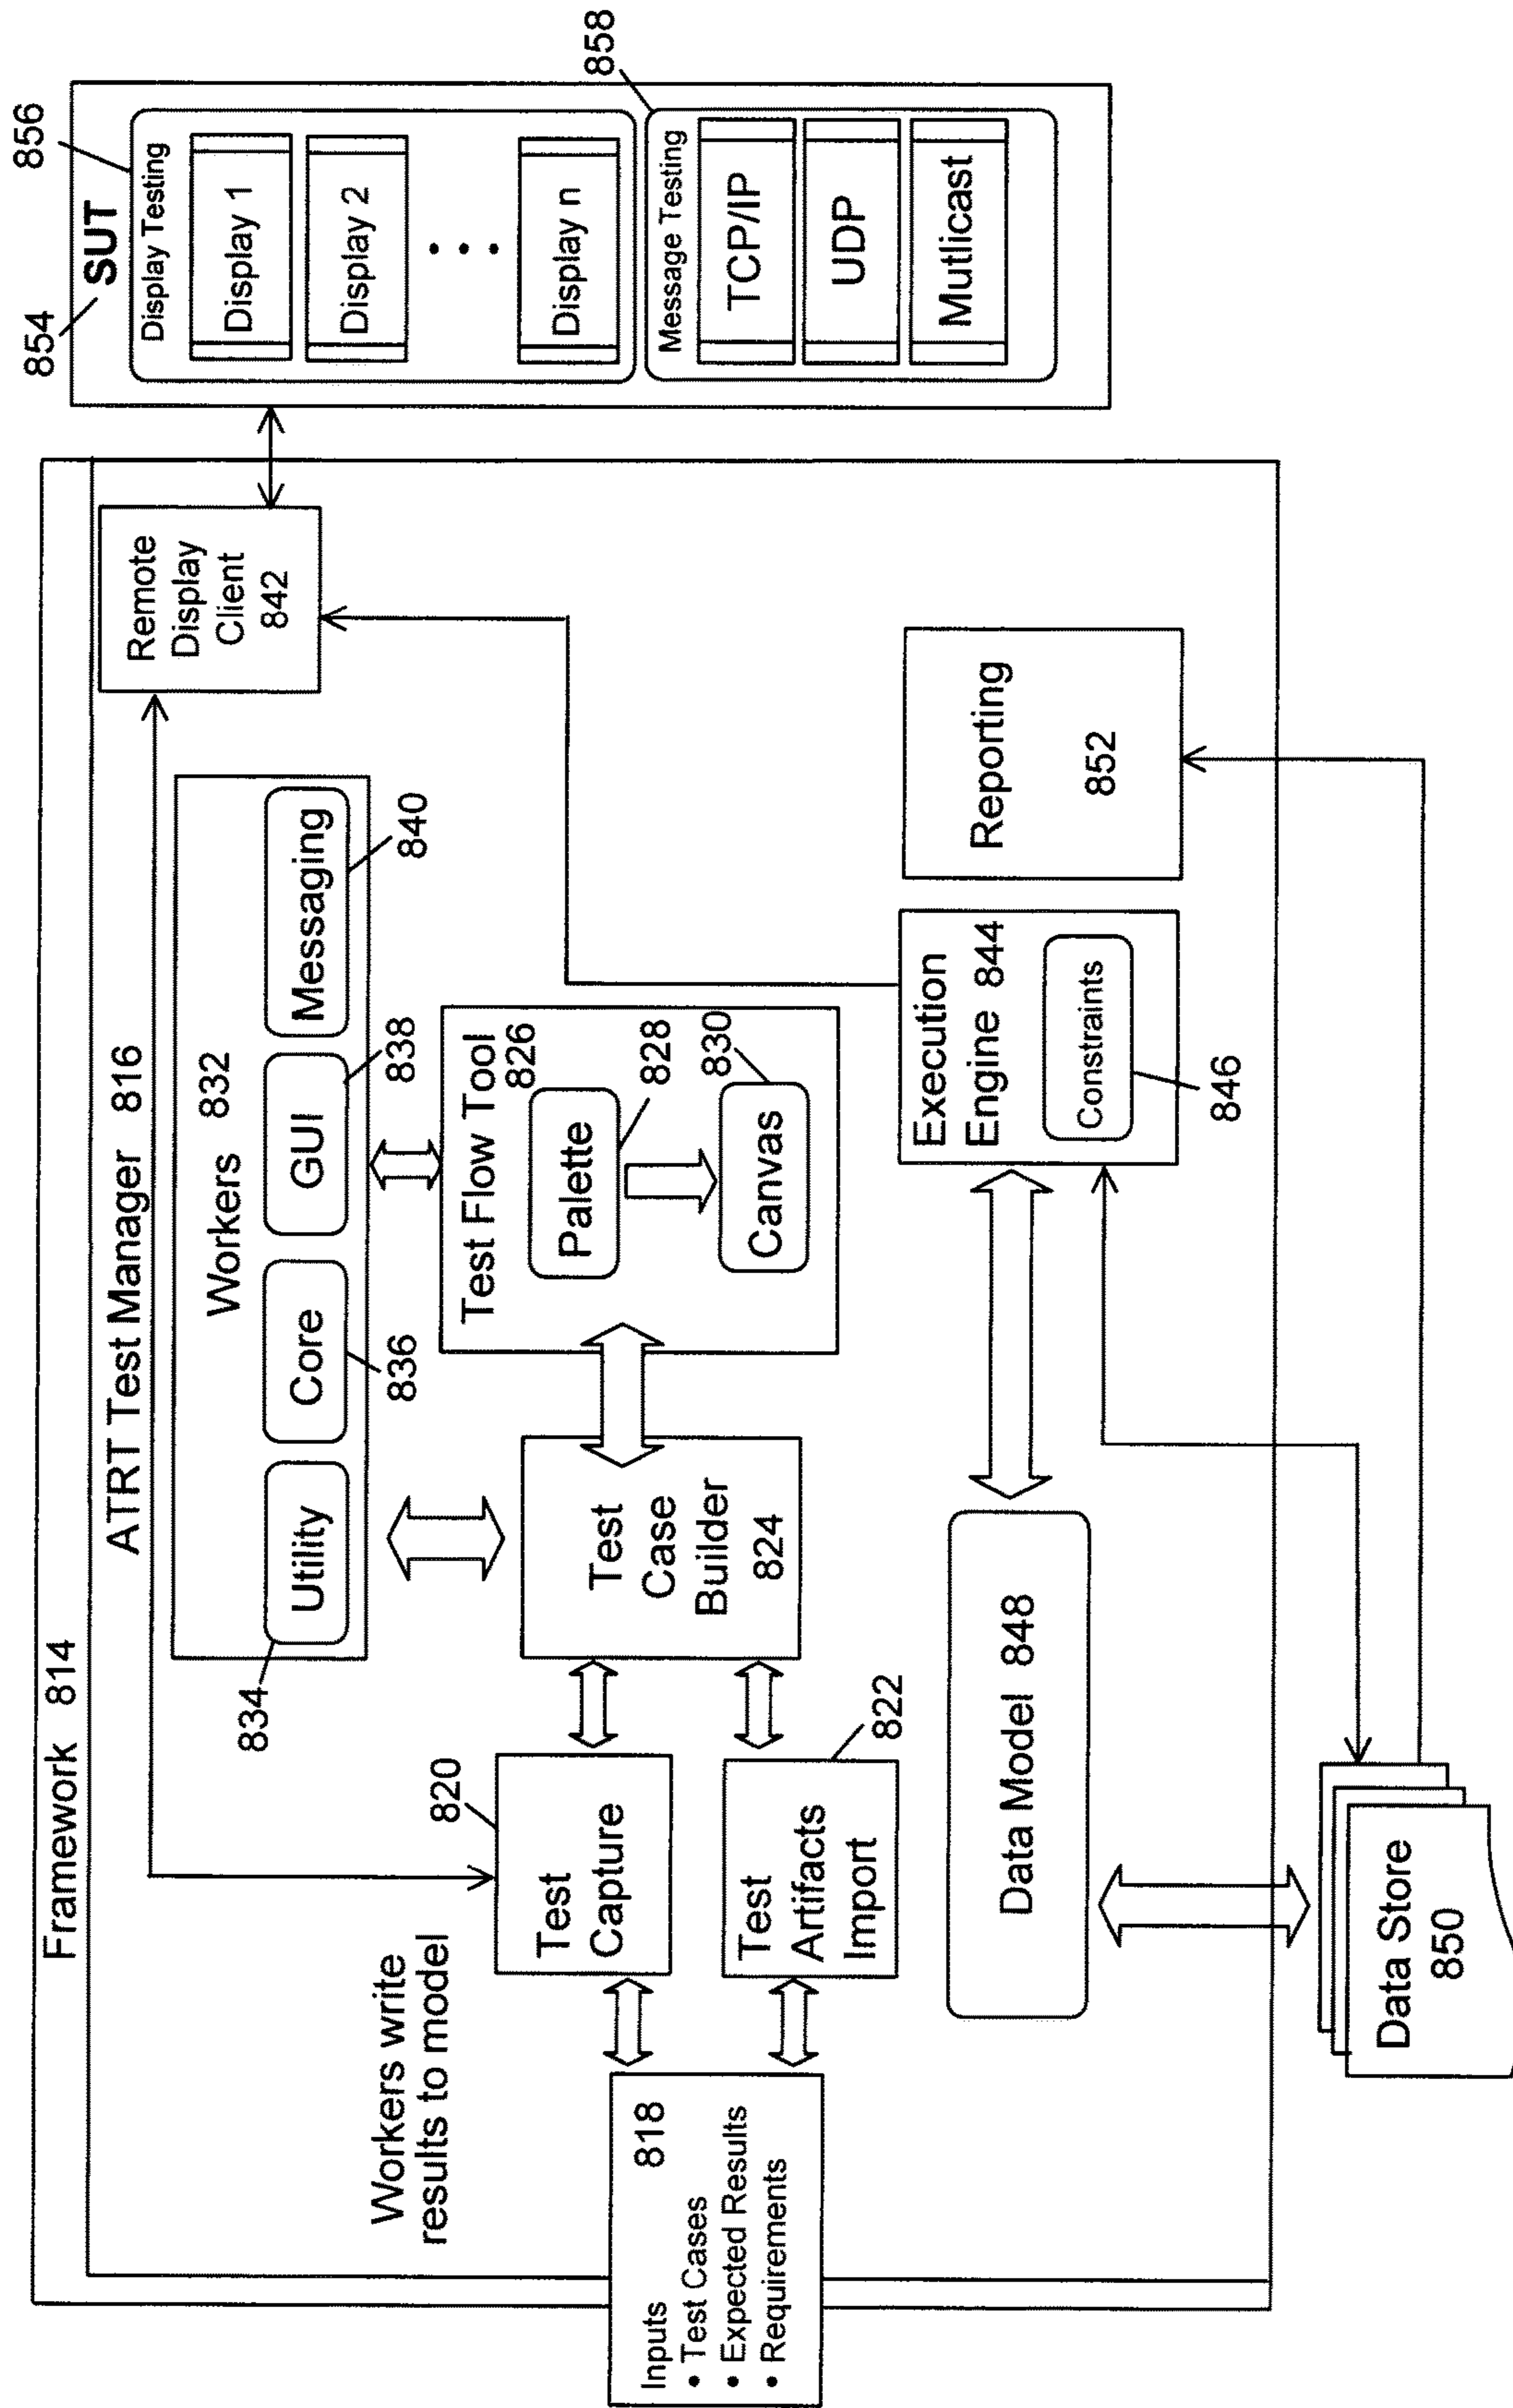 Framework 814
ATRT Test Manager 816
Workers write
results to model
Inputs 818
• Test Cases
• Expected Results
• Requirements
820
Test
Capture
Test
Artifacts
Import
822
Workers 832
Utility
Core
GUI
Messaging
834
836
838
840
Test
Case
Builder
824
Test Flow Tool
826
Palette
828
Canvas
830
Remote
Display
Client
842
Data Model 848
Execution
Engine 844
Constraints
846
Reporting
852
Data Store
850
854
SUT
856
Display Testing
Display 1
Display 2
Display n
858
Message Testing
TCP/IP
UDP
Mutlicast